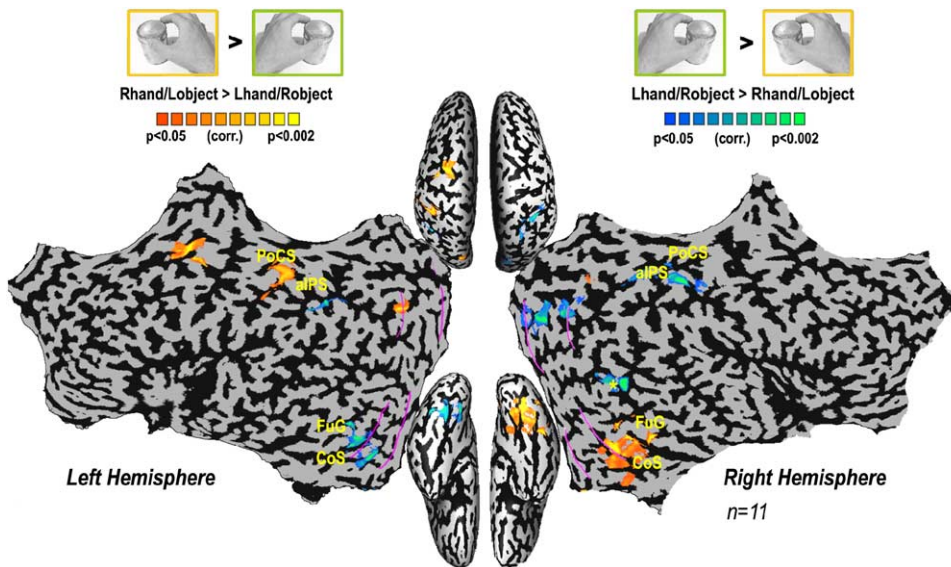 >
>
Rhand/Lobject > Lhand/Robject
Lhand/Robject > Rhand/Lobject
p<0.05 (corr.) p<0.002
p<0.05 (corr.) p<0.002
PoCS
aIPS
PoCS
aIPS
*
FuG
CoS
FuG
CoS
Left Hemisphere
Right Hemisphere
n=11